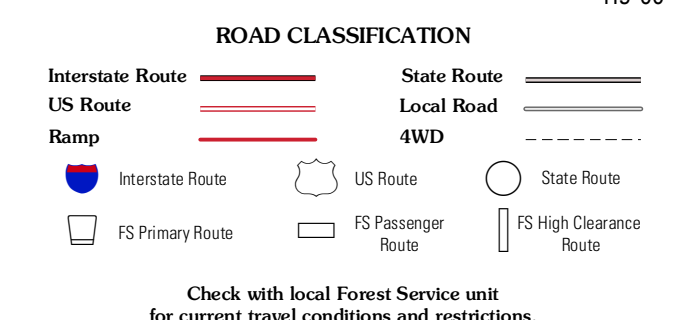 ROAD CLASSIFICATION
Interstate Route State Route
US Route Local Road
Ramp 4WD
Interstate Route US Route State Route
FS Primary Route FS Passenger Route FS High Clearance Route
Check with local Forest Service unit
for current travel conditions and restrictions.